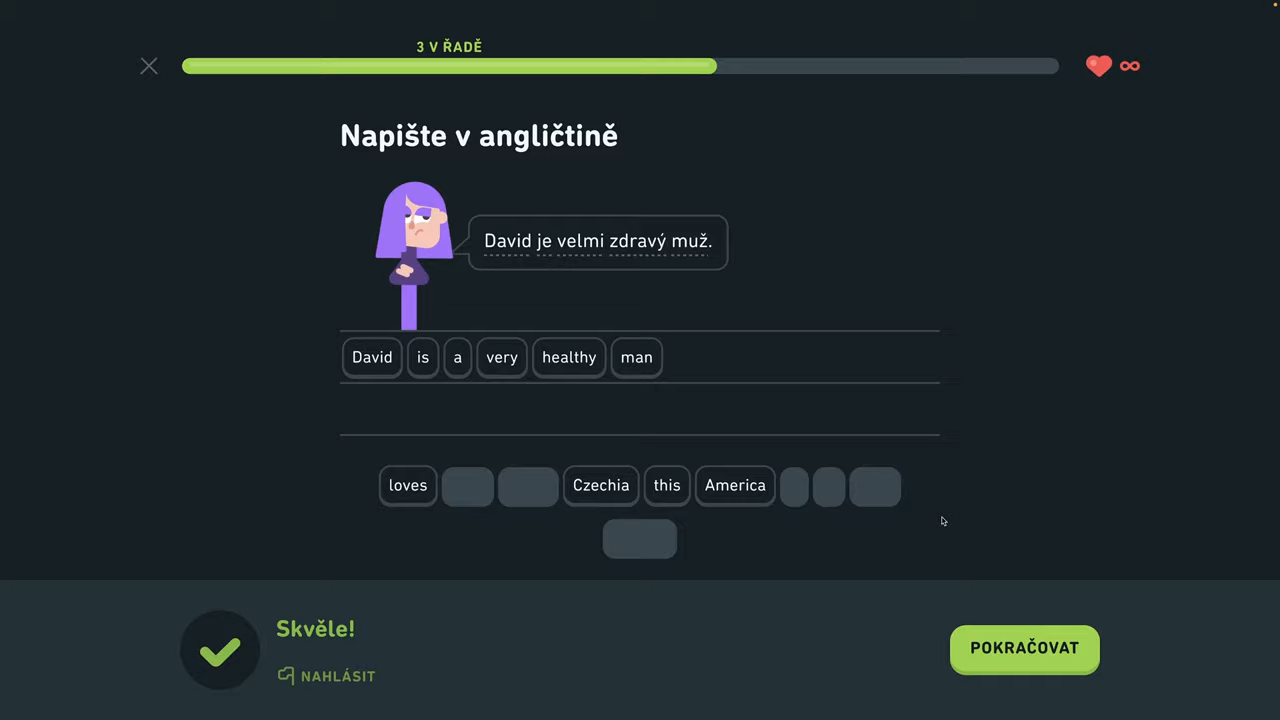 3 V ŘADĚ
∞
Napište v angličtině
David je velmi zdravý muž.
David is a very healthy man
loves Czechia this America
Skvěle!
NAHLÁSIT
POKRAČOVAT